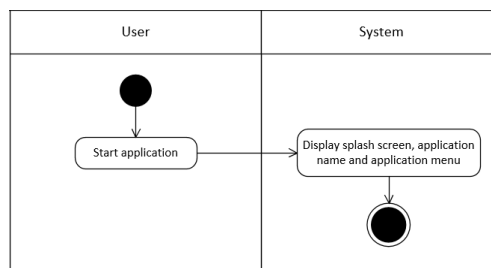 User
System
Start application
Display splash screen, application
name and application menu